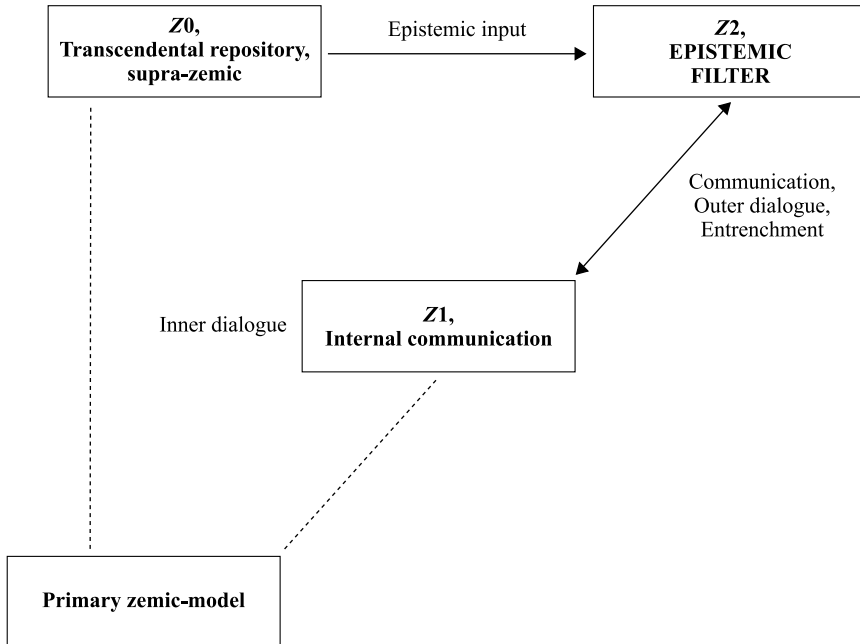 Z0,
Transcendental repository,
supra-zemic
Epistemic input
Z2,
EPISTEMIC
FILTER
Communication,
Outer dialogue,
Entrenchment
Inner dialogue
Z1,
Internal communication
Primary zemic-model